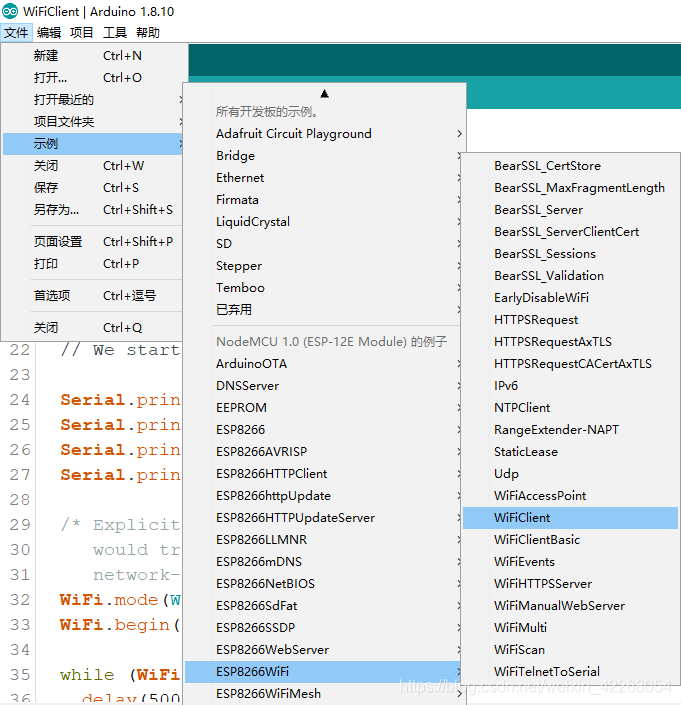 WiFiClient | Arduino 1.8.10
文件 编辑 项目 工具 帮助
新建 Ctrl+N
打开... Ctrl+O
打开最近的
项目文件夹
示例
关闭 Ctrl+W
保存 Ctrl+S
另存为... Ctrl+Shift+S
页面设置 Ctrl+Shift+P
打印 Ctrl+P
首选项 Ctrl+逗号
关闭 Ctrl+Q
所有开发板的示例。
Adafruit Circuit Playground
Bridge
Ethernet
Firmata
LiquidCrystal
SD
Stepper
Temboo
已弃用
NodeMCU 1.0 (ESP-12E Module) 的例子
ArduinoOTA
DNSServer
EEPROM
ESP8266
ESP8266AVRISP
ESP8266HTTPClient
ESP8266httpUpdate
ESP8266HTTPUpdateServer
ESP8266LLMNR
ESP8266mDNS
ESP8266NetBIOS
ESP8266SdFat
ESP8266SSDP
ESP8266WebServer
ESP8266WiFi
ESP8266WiFiMesh
BearSSL_CertStore
BearSSL_MaxFragmentLength
BearSSL_Server
BearSSL_ServerClientCert
BearSSL_Sessions
BearSSL_Validation
EarlyDisableWiFi
HTTPSRequest
HTTPSRequestAxTLS
HTTPSRequestCACertAxTLS
IPv6
NTPClient
RangeExtender-NAPT
StaticLease
Udp
WiFiAccessPoint
WiFiClient
WiFiClientBasic
WiFiEvents
WiFiHTTPSServer
WiFiManualWebServer
WiFiMulti
WiFiScan
WiFiTelnetToSerial
22 // We start
23
24 Serial.prin
25 Serial.prin
26 Serial.prin
27 Serial.prin
28
29 /* Explicit
30 would tr
31 network-
32 WiFi.mode(W
33 WiFi.begin(
34
35 while (WiFi
36 delay(500
https://blog.csdn.net/weixin_42268054